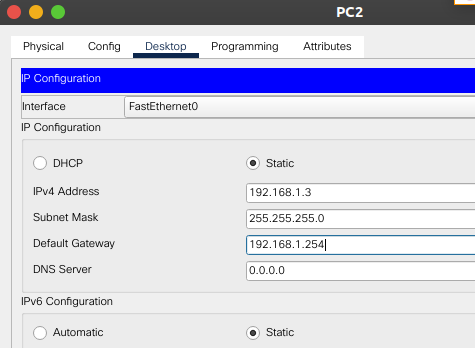 PC2
Physical Config Desktop Programming Attributes
IP Configuration
Interface FastEthernet0
IP Configuration
DHCP Static
IPv4 Address 192.168.1.3
Subnet Mask 255.255.255.0
Default Gateway 192.168.1.254
DNS Server 0.0.0.0
IPv6 Configuration
Automatic Static